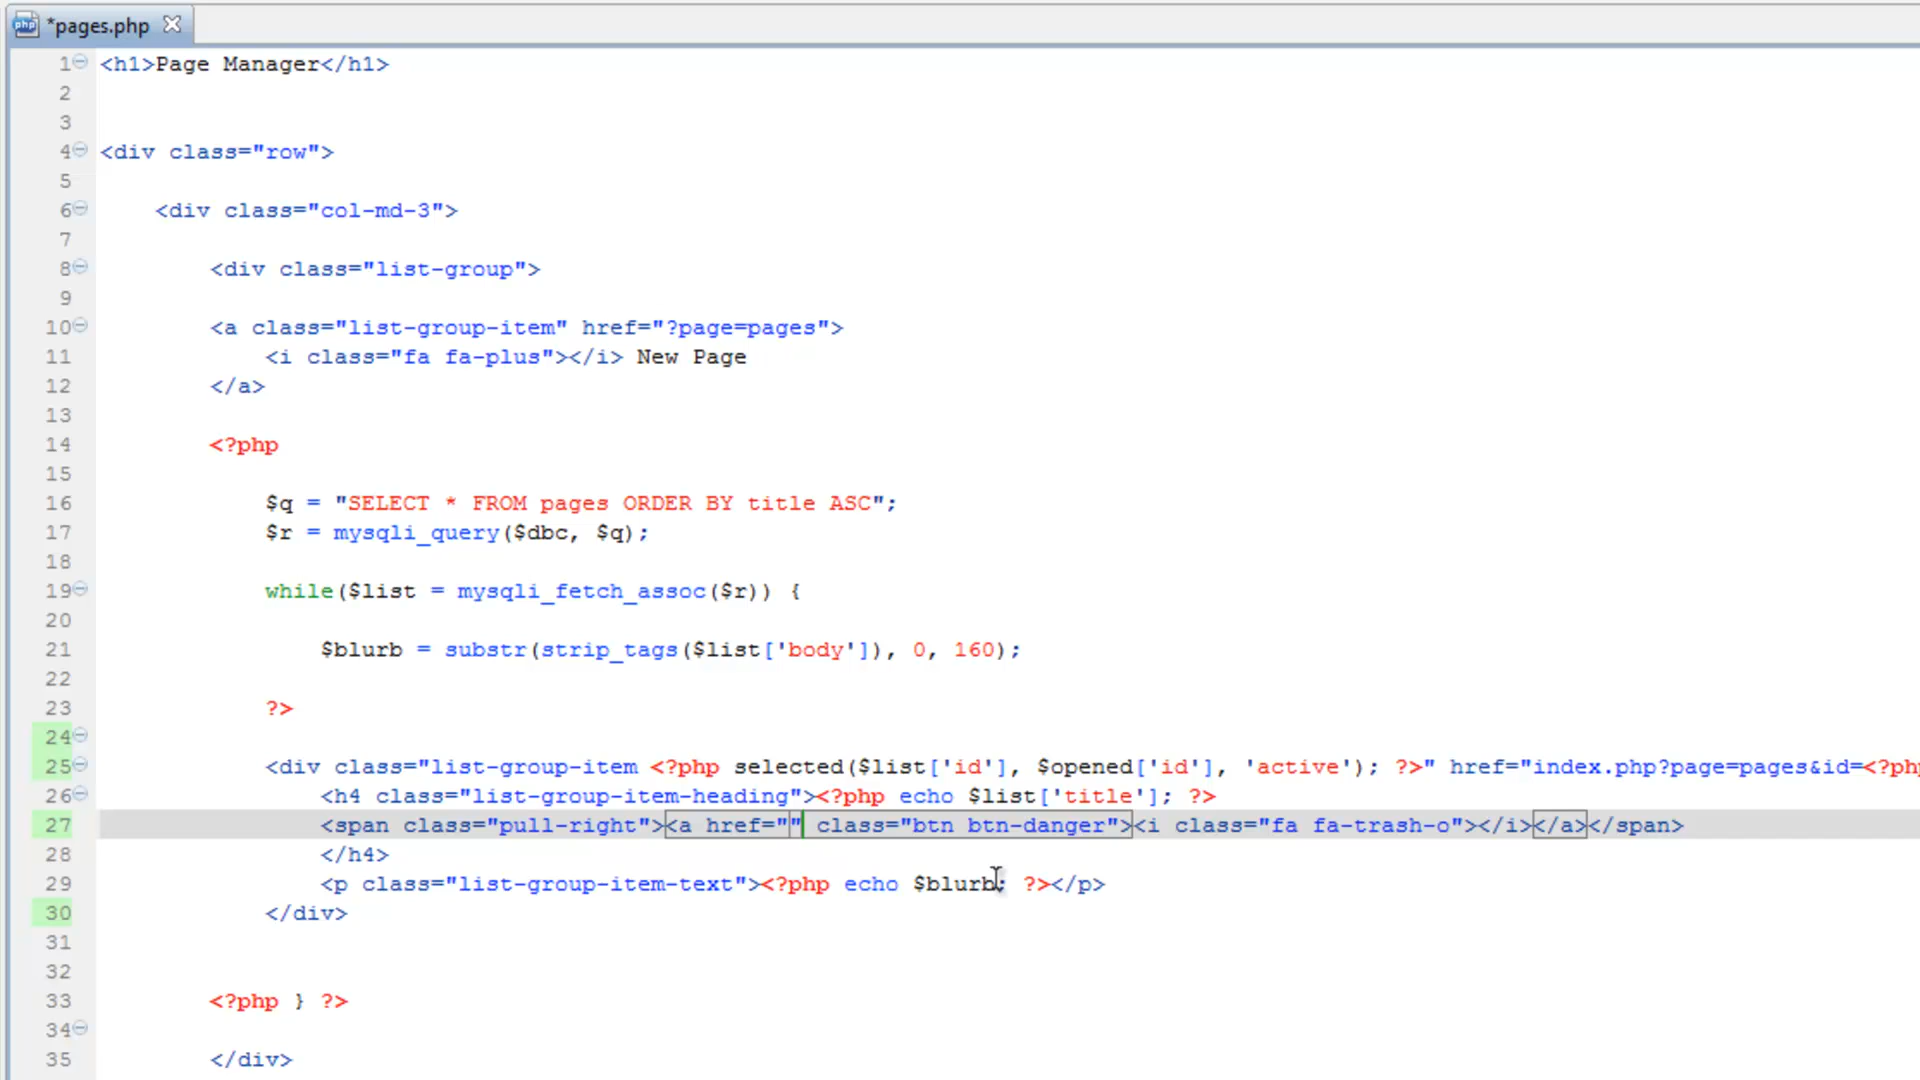 php *pages.php
1 <h1>Page Manager</h1>
2
3
4 <div class="row">
5
6 <div class="col-md-3">
7
8 <div class="list-group">
9
10 <a class="list-group-item" href="?page=pages">
11 <i class="fa fa-plus"></i> New Page
12 </a>
13
14 <?php
15
16 $q = "SELECT * FROM pages ORDER BY title ASC";
17 $r = mysqli_query($dbc, $q);
18
19 while($list = mysqli_fetch_assoc($r)) {
20
21 $blurb = substr(strip_tags($list['body']), 0, 160);
22
23 ?>
24
25 <div class="list-group-item <?php selected($list['id'], $opened['id'], 'active'); ?>" href="index.php?page=pages&id=<?php
26 <h4 class="list-group-item-heading"><?php echo $list['title']; ?>
27 <span class="pull-right"><a href="" class="btn btn-danger"><i class="fa fa-trash-o"></i></a></span>
28 </h4>
29 <p class="list-group-item-text"><?php echo $blurb; ?></p>
30 </div>
31
32
33 <?php } ?>
34
35 </div>